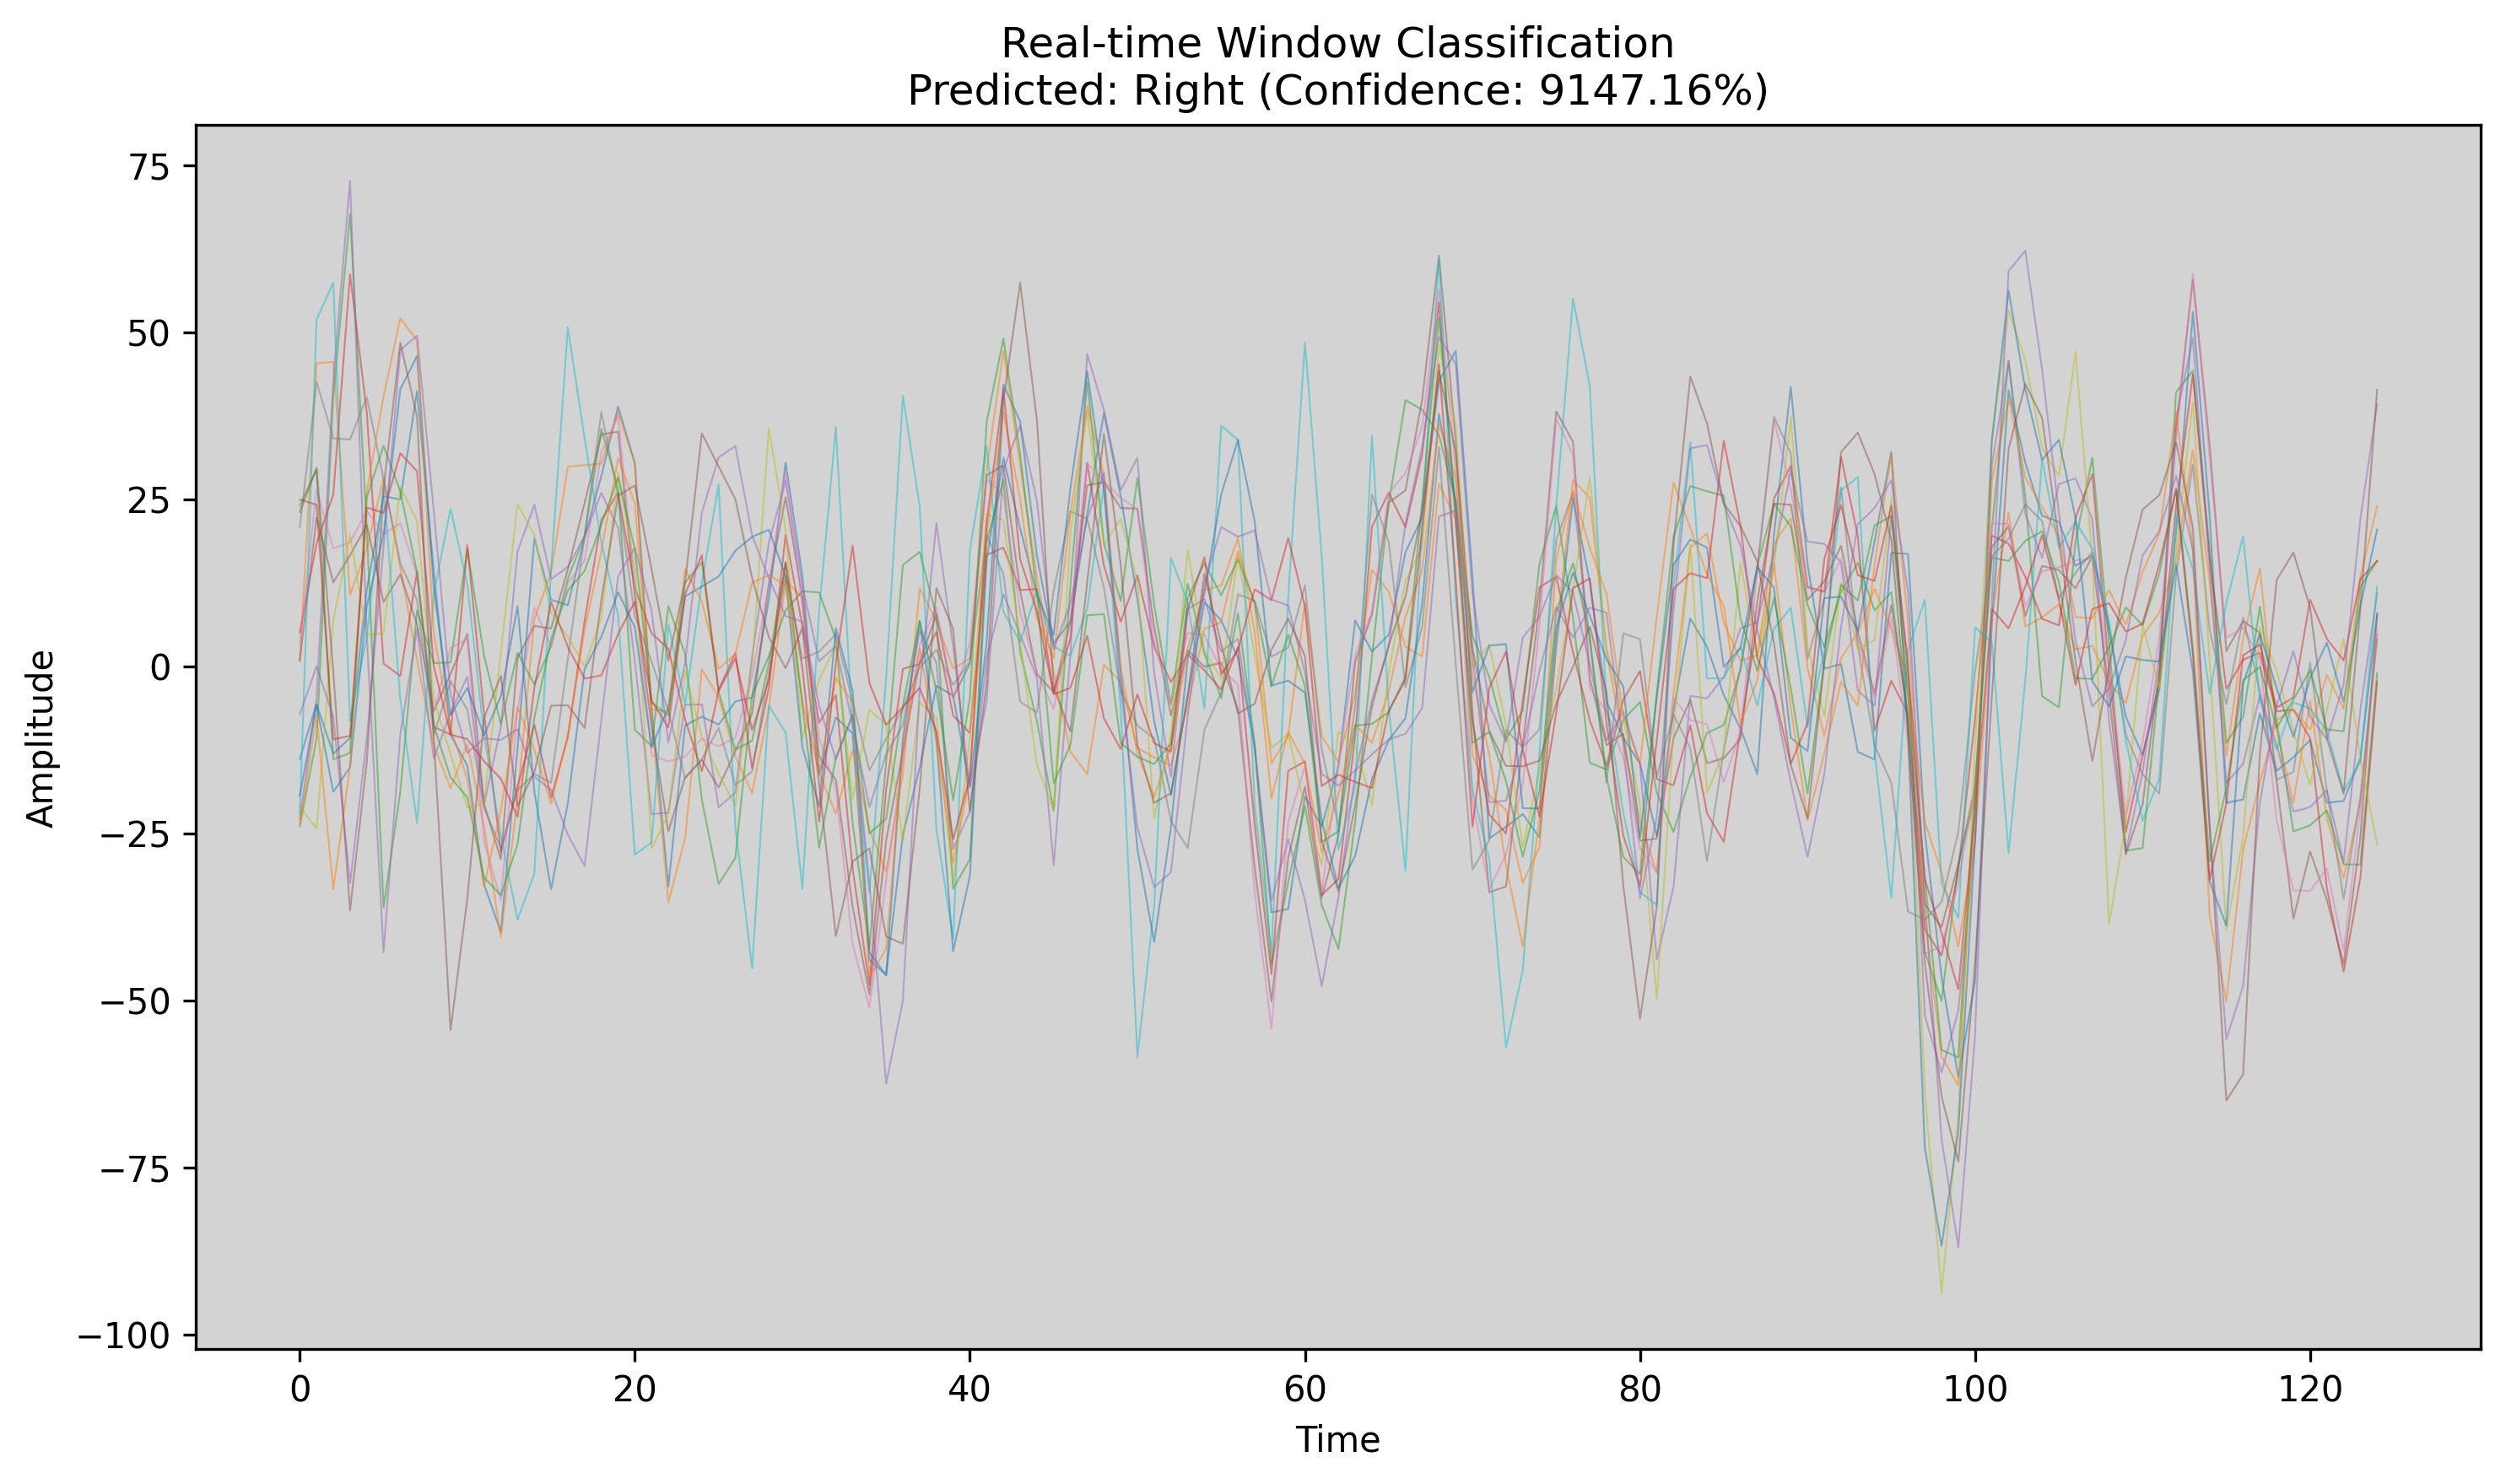 Real-time Window Classification
Predicted: Right (Confidence: 9147.16%)
75
50
25
0
−25
−50
−75
−100
Amplitude
0 20 40 60 80 100 120
Time